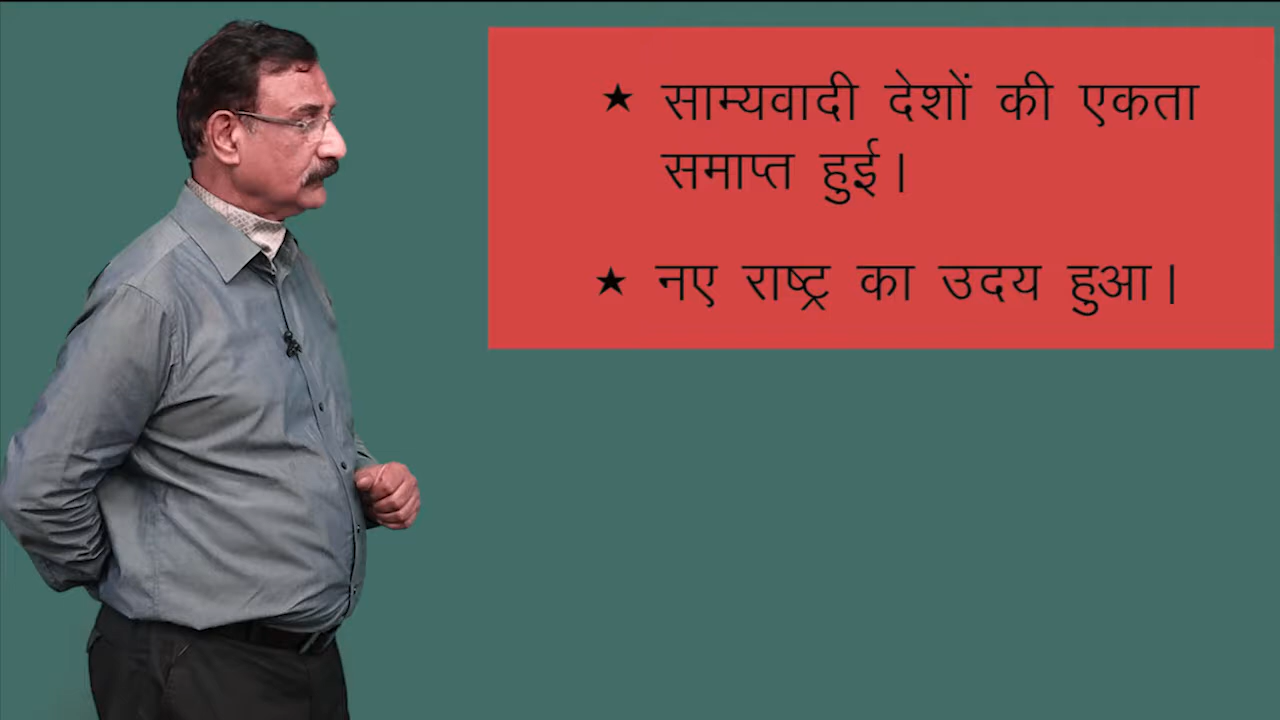 ★ साम्यवादी देशों की एकता
समाप्त हुई।
★ नए राष्ट्र का उदय हुआ।